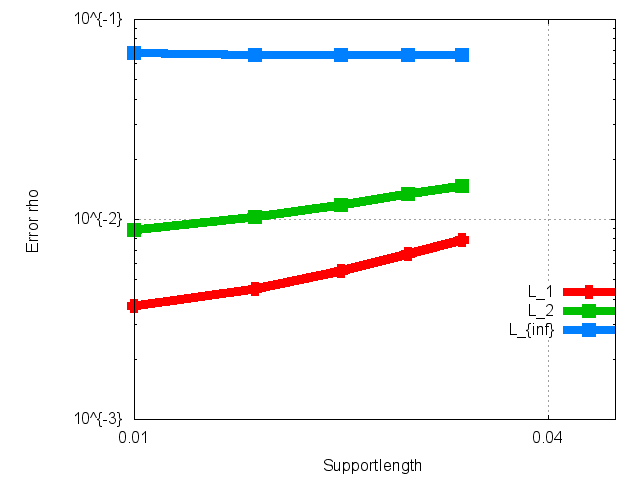 10^{-1}
10^{-2}
10^{-3}
Error rho
L_1
L_2
L_{inf}
0.01
0.04
Supportlength